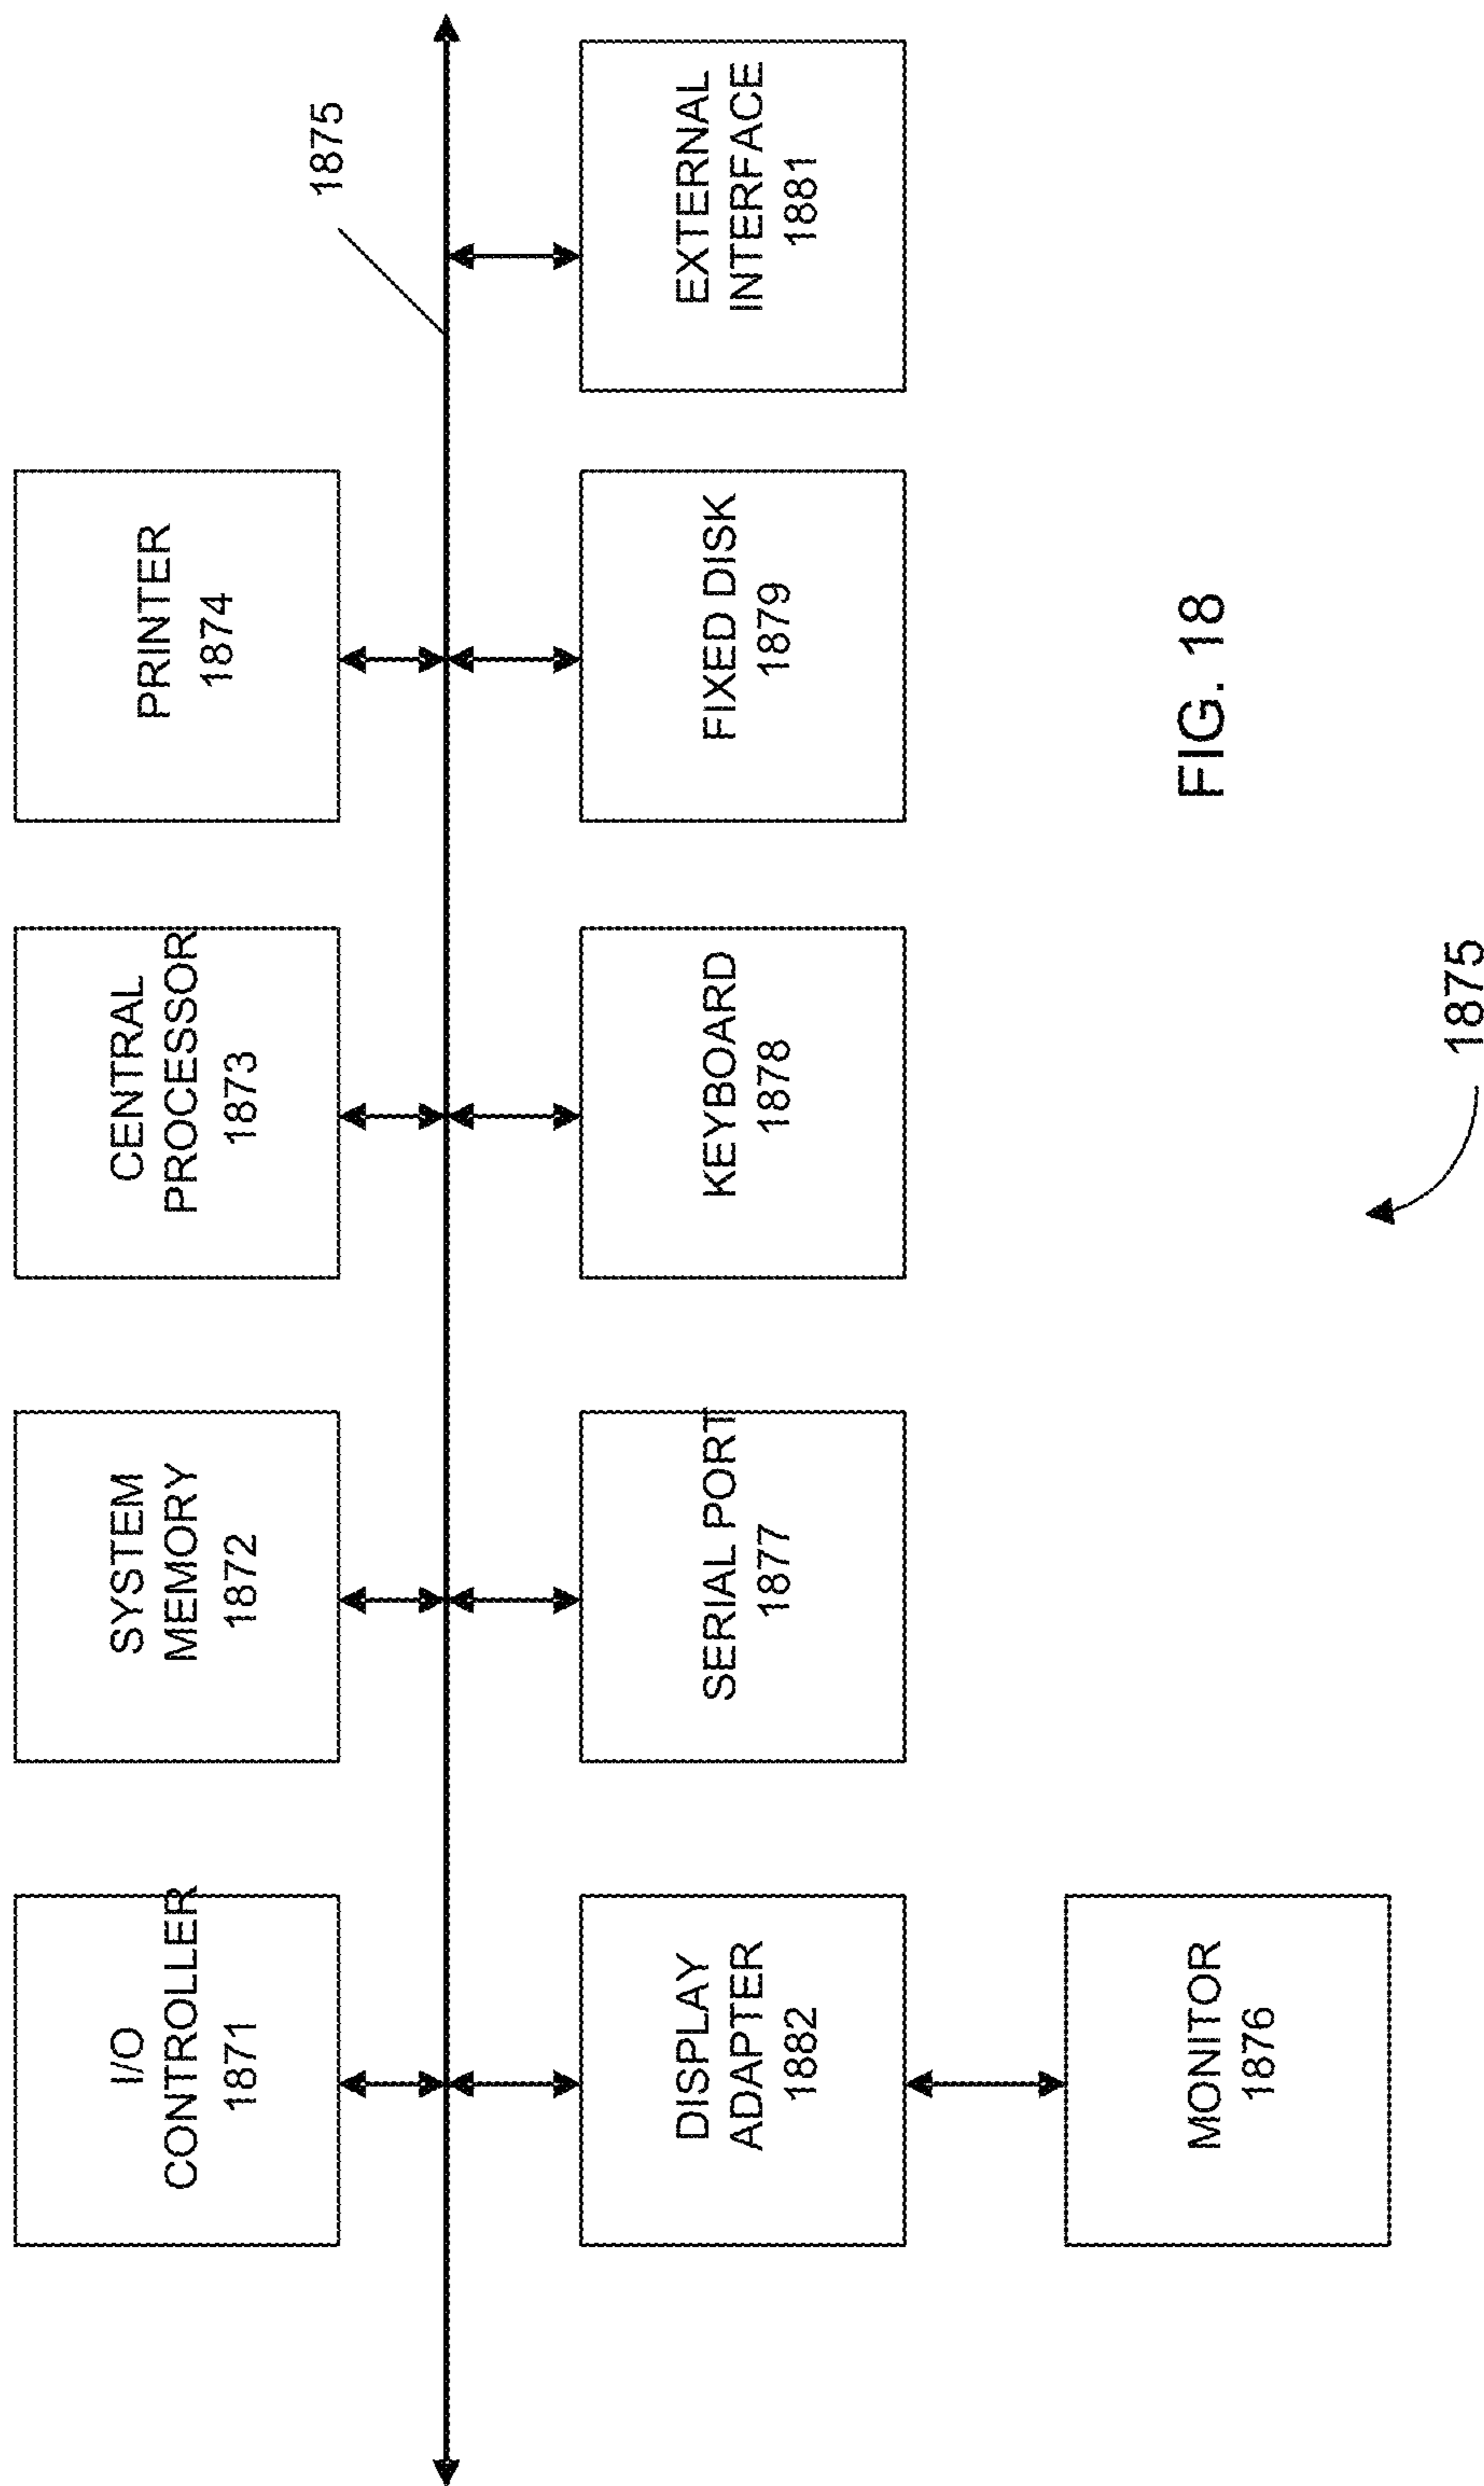 I/O
CONTROLLER
1871
SYSTEM
MEMORY
1872
CENTRAL
PROCESSOR
1873
PRINTER
1874
1875
DISPLAY
ADAPTER
1882
SERIAL PORT
1877
KEYBOARD
1878
FIXED DISK
1879
EXTERNAL
INTERFACE
1881
MONITOR
1876
FIG. 18
1875